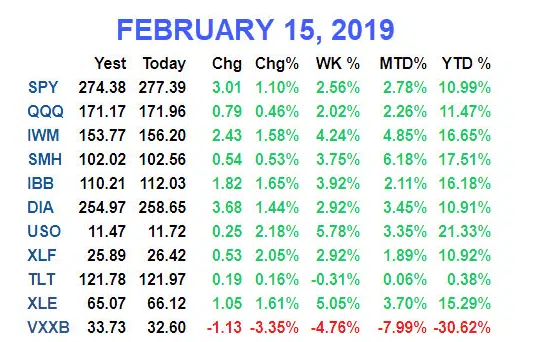 FEBRUARY 15, 2019
Yest Today Chg Chg% WK % MTD% YTD %
SPY 274.38 277.39 3.01 1.10% 2.56% 2.78% 10.99%
QQQ 171.17 171.96 0.79 0.46% 2.02% 2.26% 11.47%
IWM 153.77 156.20 2.43 1.58% 4.24% 4.85% 16.65%
SMH 102.02 102.56 0.54 0.53% 3.75% 6.18% 17.51%
IBB 110.21 112.03 1.82 1.65% 3.92% 2.11% 16.18%
DIA 254.97 258.65 3.68 1.44% 2.92% 3.45% 10.91%
USO 11.47 11.72 0.25 2.18% 5.78% 3.35% 21.33%
XLF 25.89 26.42 0.53 2.05% 2.92% 1.89% 10.92%
TLT 121.78 121.97 0.19 0.16% -0.31% 0.06% 0.38%
XLE 65.07 66.12 1.05 1.61% 5.05% 3.70% 15.29%
VXXB 33.73 32.60 -1.13 -3.35% -4.76% -7.99% -30.62%